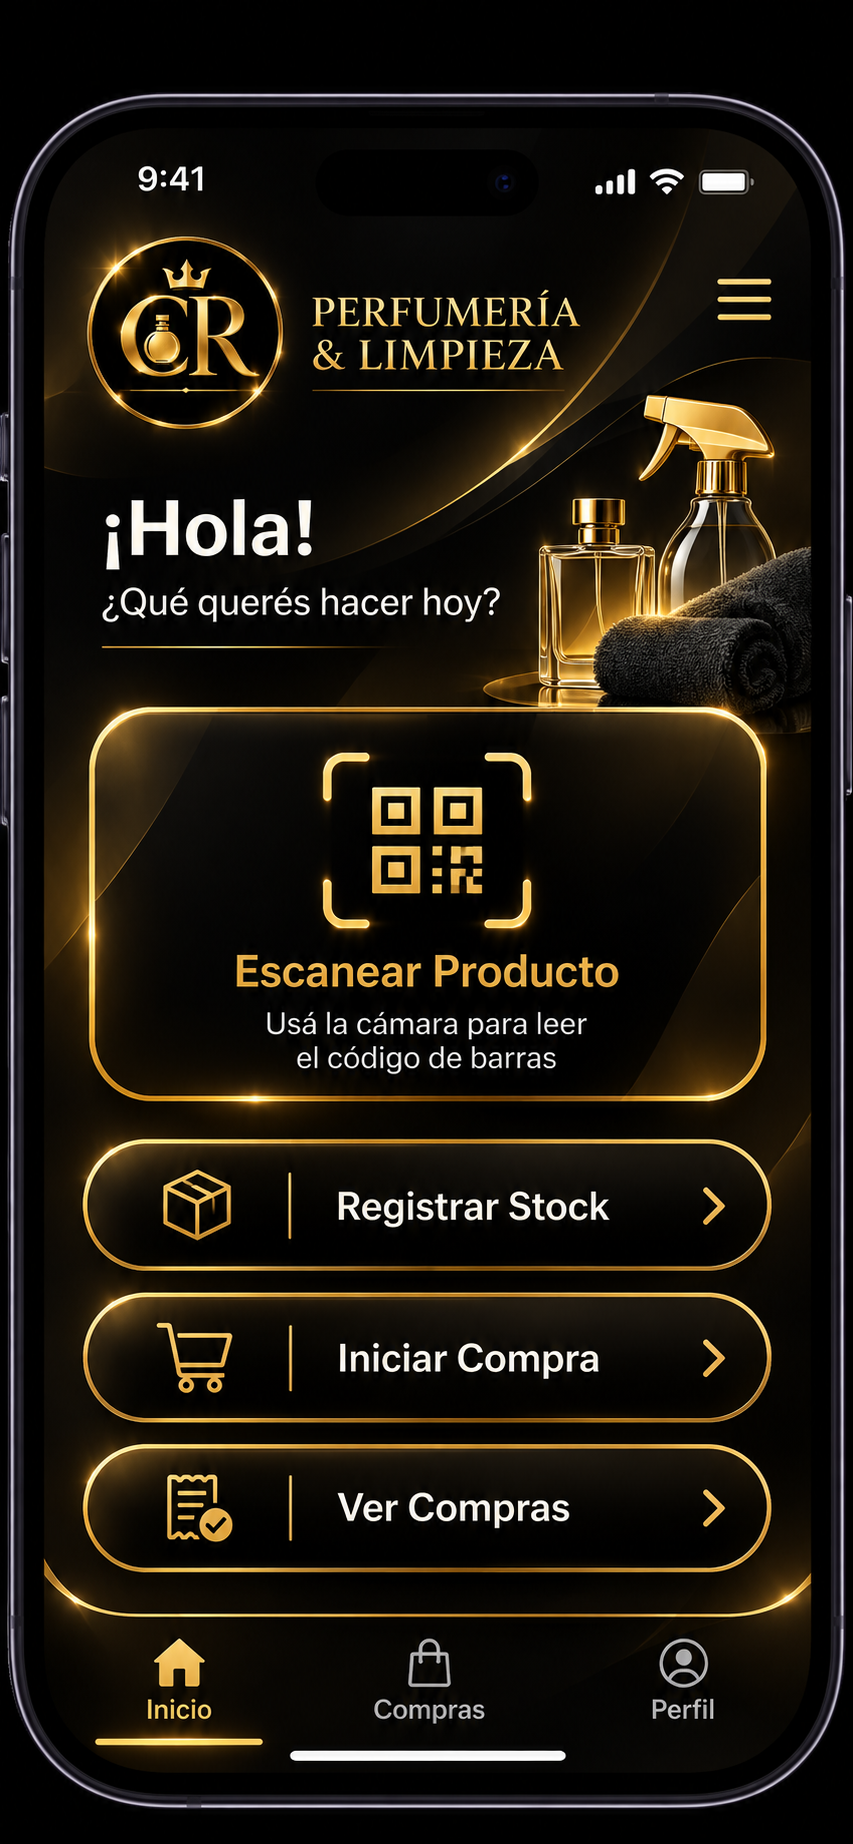 9:41
CR
PERFUMERÍA
& LIMPIEZA
¡Hola!
¿Qué querés hacer hoy?
Escanear Producto
Usá la cámara para leer
el código de barras
Registrar Stock
Iniciar Compra
Ver Compras
Inicio
Compras
Perfil